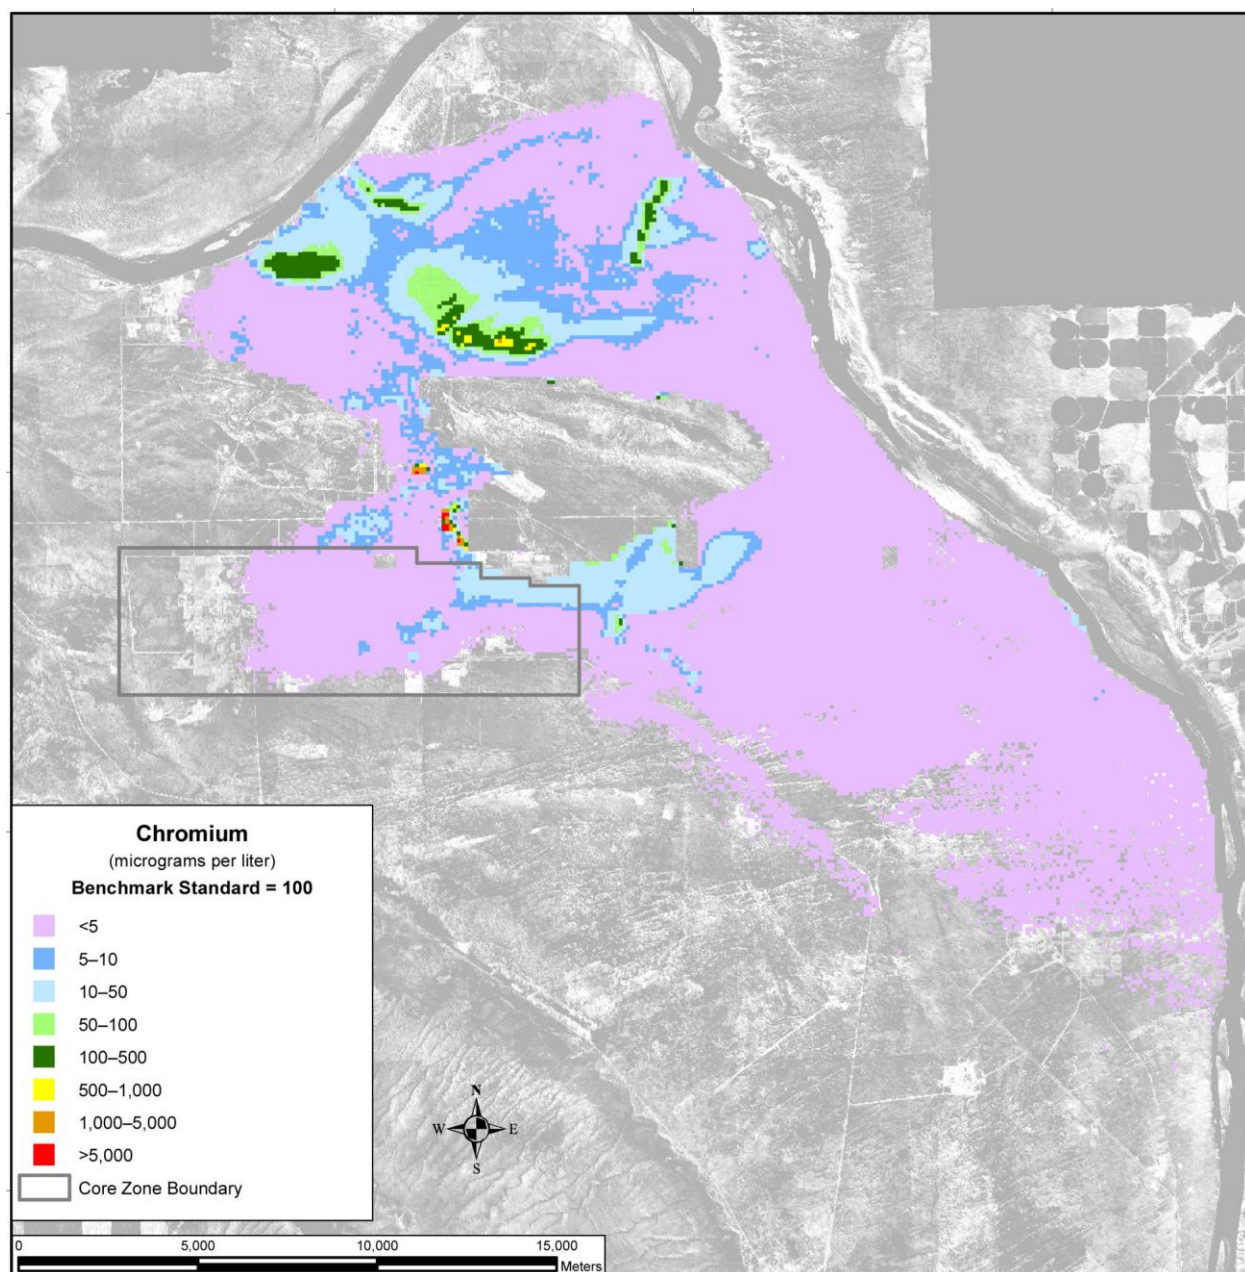 N
W E
S
Chromium
(micrograms per liter)
Benchmark Standard = 100
<5
5–10
10–50
50–100
100–500
500–1,000
1,000–5,000
>5,000
Core Zone Boundary
0 5,000 10,000 15,000
Meters